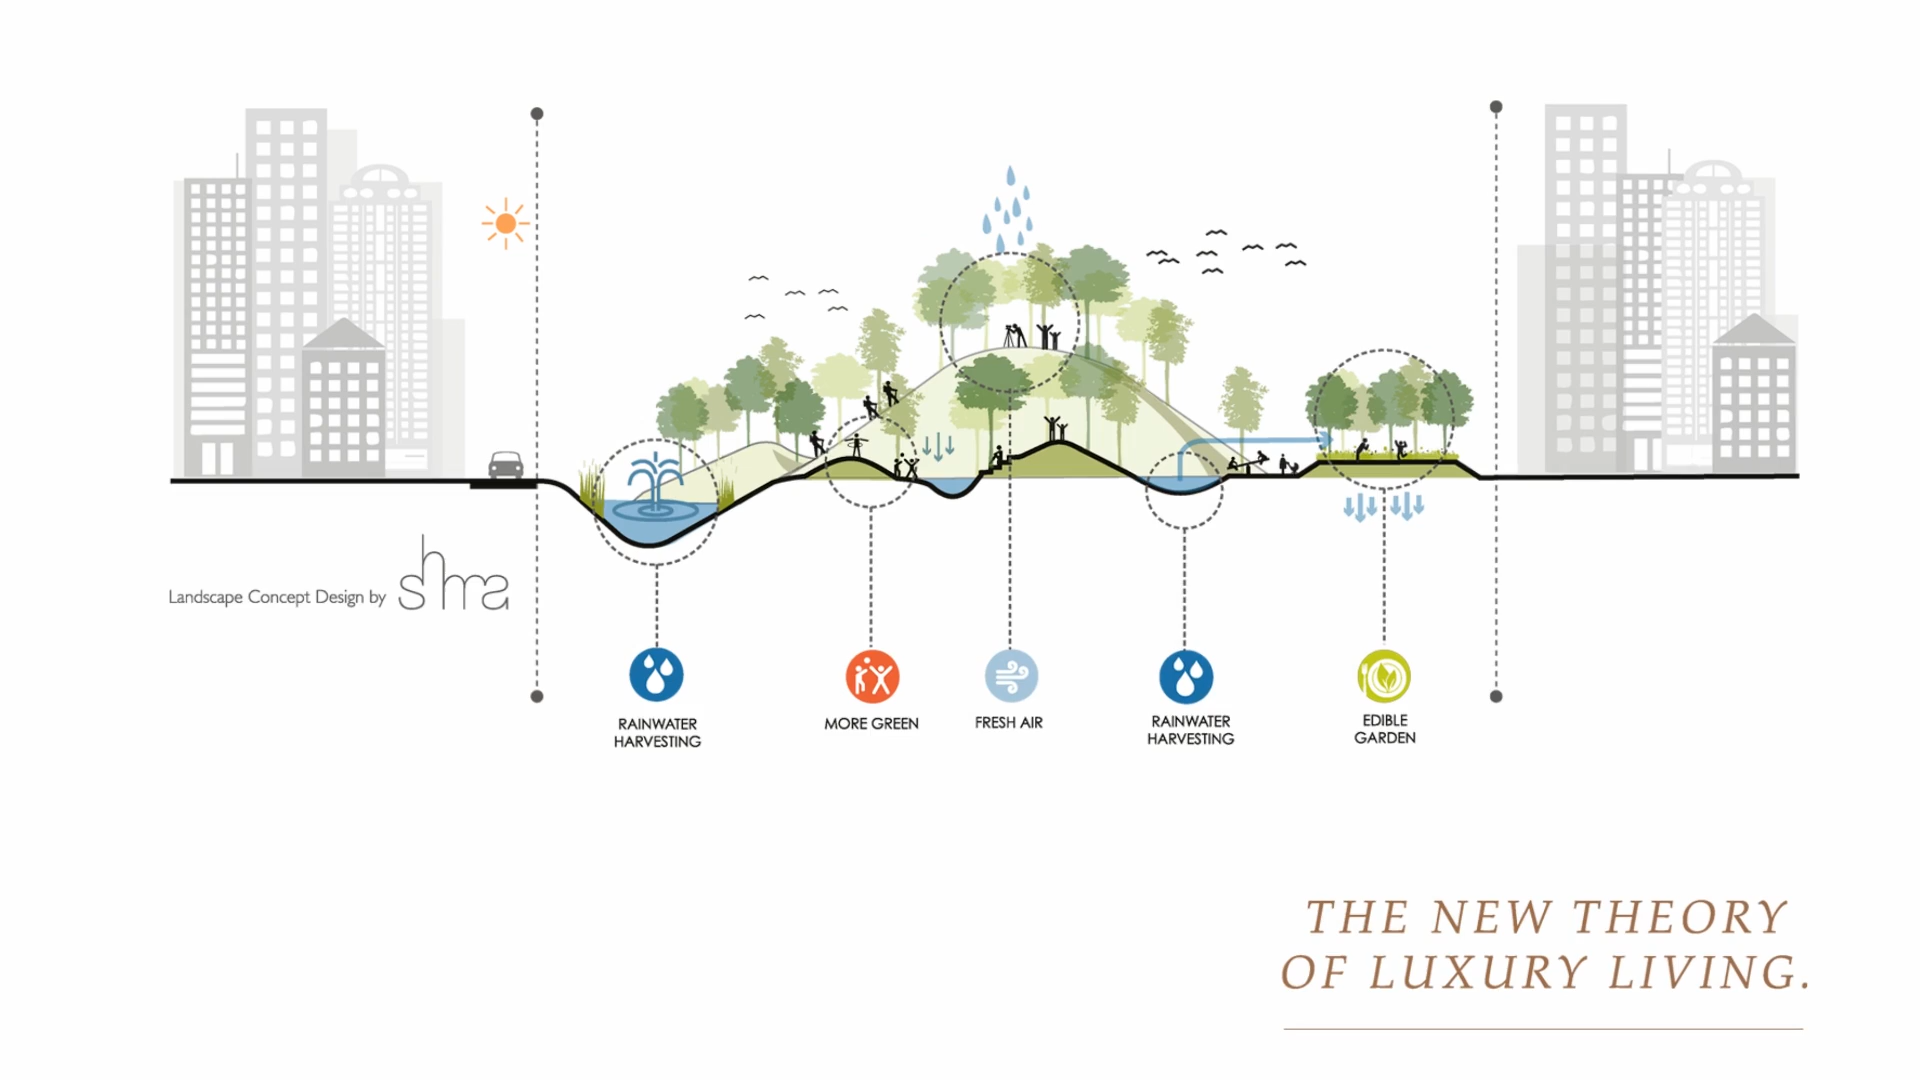 Landscape Concept Design by shma
RAINWATER
HARVESTING
MORE GREEN
FRESH AIR
RAINWATER
HARVESTING
EDIBLE
GARDEN
THE NEW THEORY
OF LUXURY LIVING.